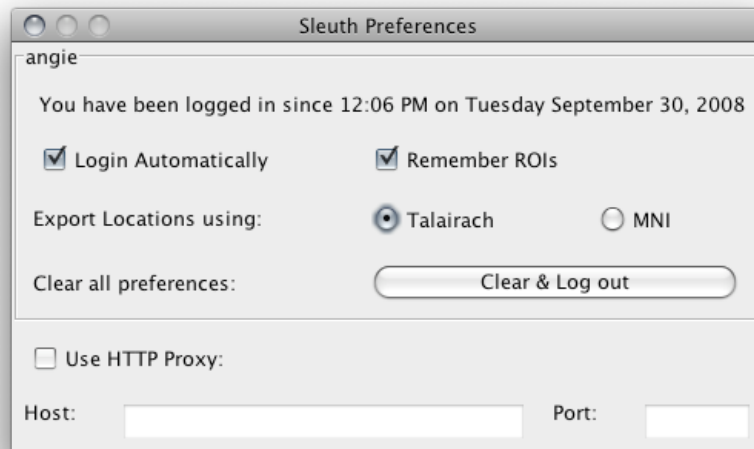 Sleuth Preferences
angie
You have been logged in since 12:06 PM on Tuesday September 30, 2008
Login Automatically Remember ROIs
Export Locations using: Talairach MNI
Clear all preferences: Clear & Log out
Use HTTP Proxy:
Host: Port: